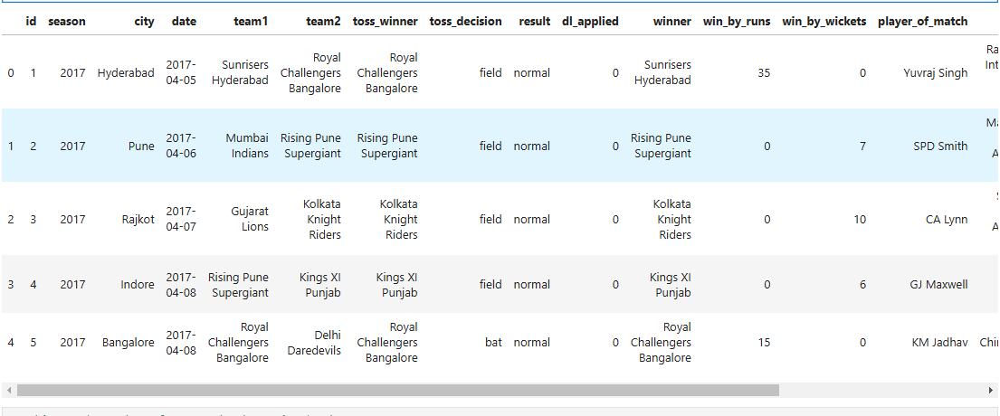 id season city date team1 team2 toss_winner toss_decision result dl_applied winner win_by_runs win_by_wickets player_of_match
0 1 2017 Hyderabad 2017-04-05 Sunrisers Hyderabad Royal Challengers Bangalore Royal Challengers Bangalore field normal 0 Sunrisers Hyderabad 35 0 Yuvraj Singh
1 2 2017 Pune 2017-04-06 Mumbai Indians Rising Pune Supergiant Rising Pune Supergiant field normal 0 Rising Pune Supergiant 0 7 SPD Smith
2 3 2017 Rajkot 2017-04-07 Gujarat Lions Kolkata Knight Riders Kolkata Knight Riders field normal 0 Kolkata Knight Riders 0 10 CA Lynn
3 4 2017 Indore 2017-04-08 Rising Pune Supergiant Kings XI Punjab Kings XI Punjab field normal 0 Kings XI Punjab 0 6 GJ Maxwell
4 5 2017 Bangalore 2017-04-08 Royal Challengers Bangalore Delhi Daredevils Royal Challengers Bangalore bat normal 0 Royal Challengers Bangalore 15 0 KM Jadhav